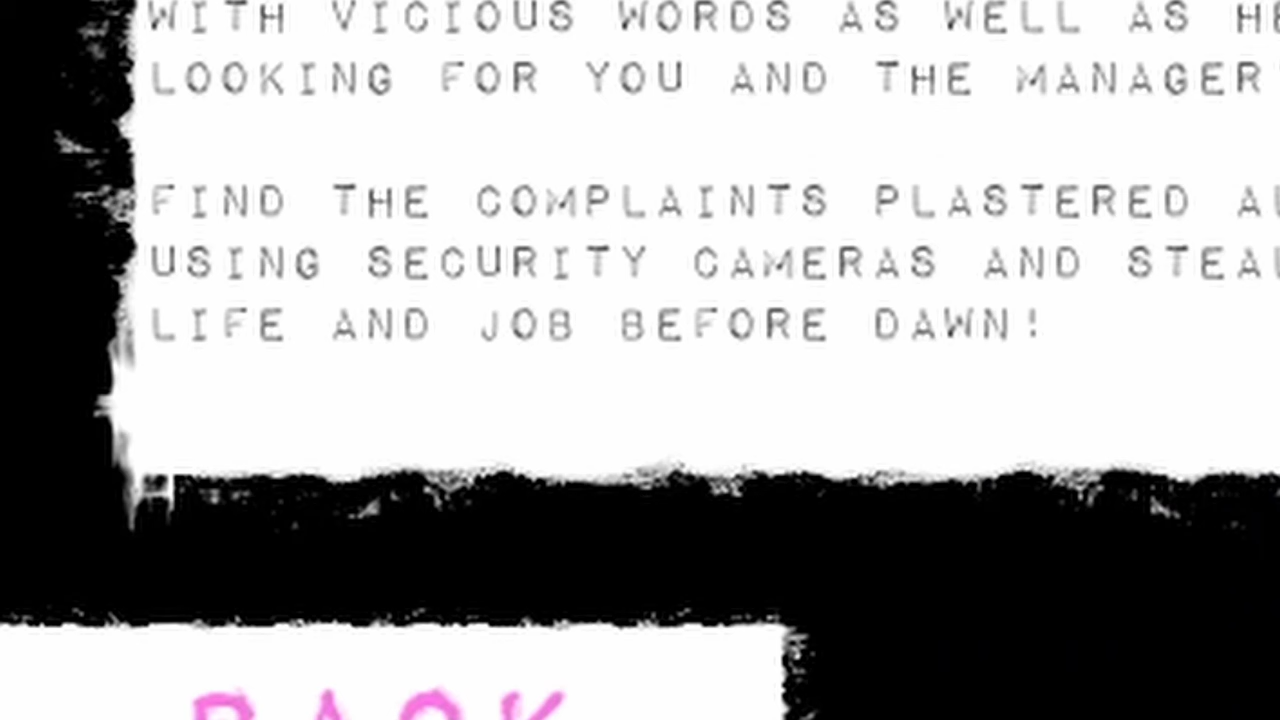 WITH VICIOUS WORDS AS WELL AS
LOOKING FOR YOU AND THE MANAGER
FIND THE COMPLAINTS PLASTERED
USING SECURITY CAMERAS AND
LIFE AND JOB BEFORE DAWN!
BACK